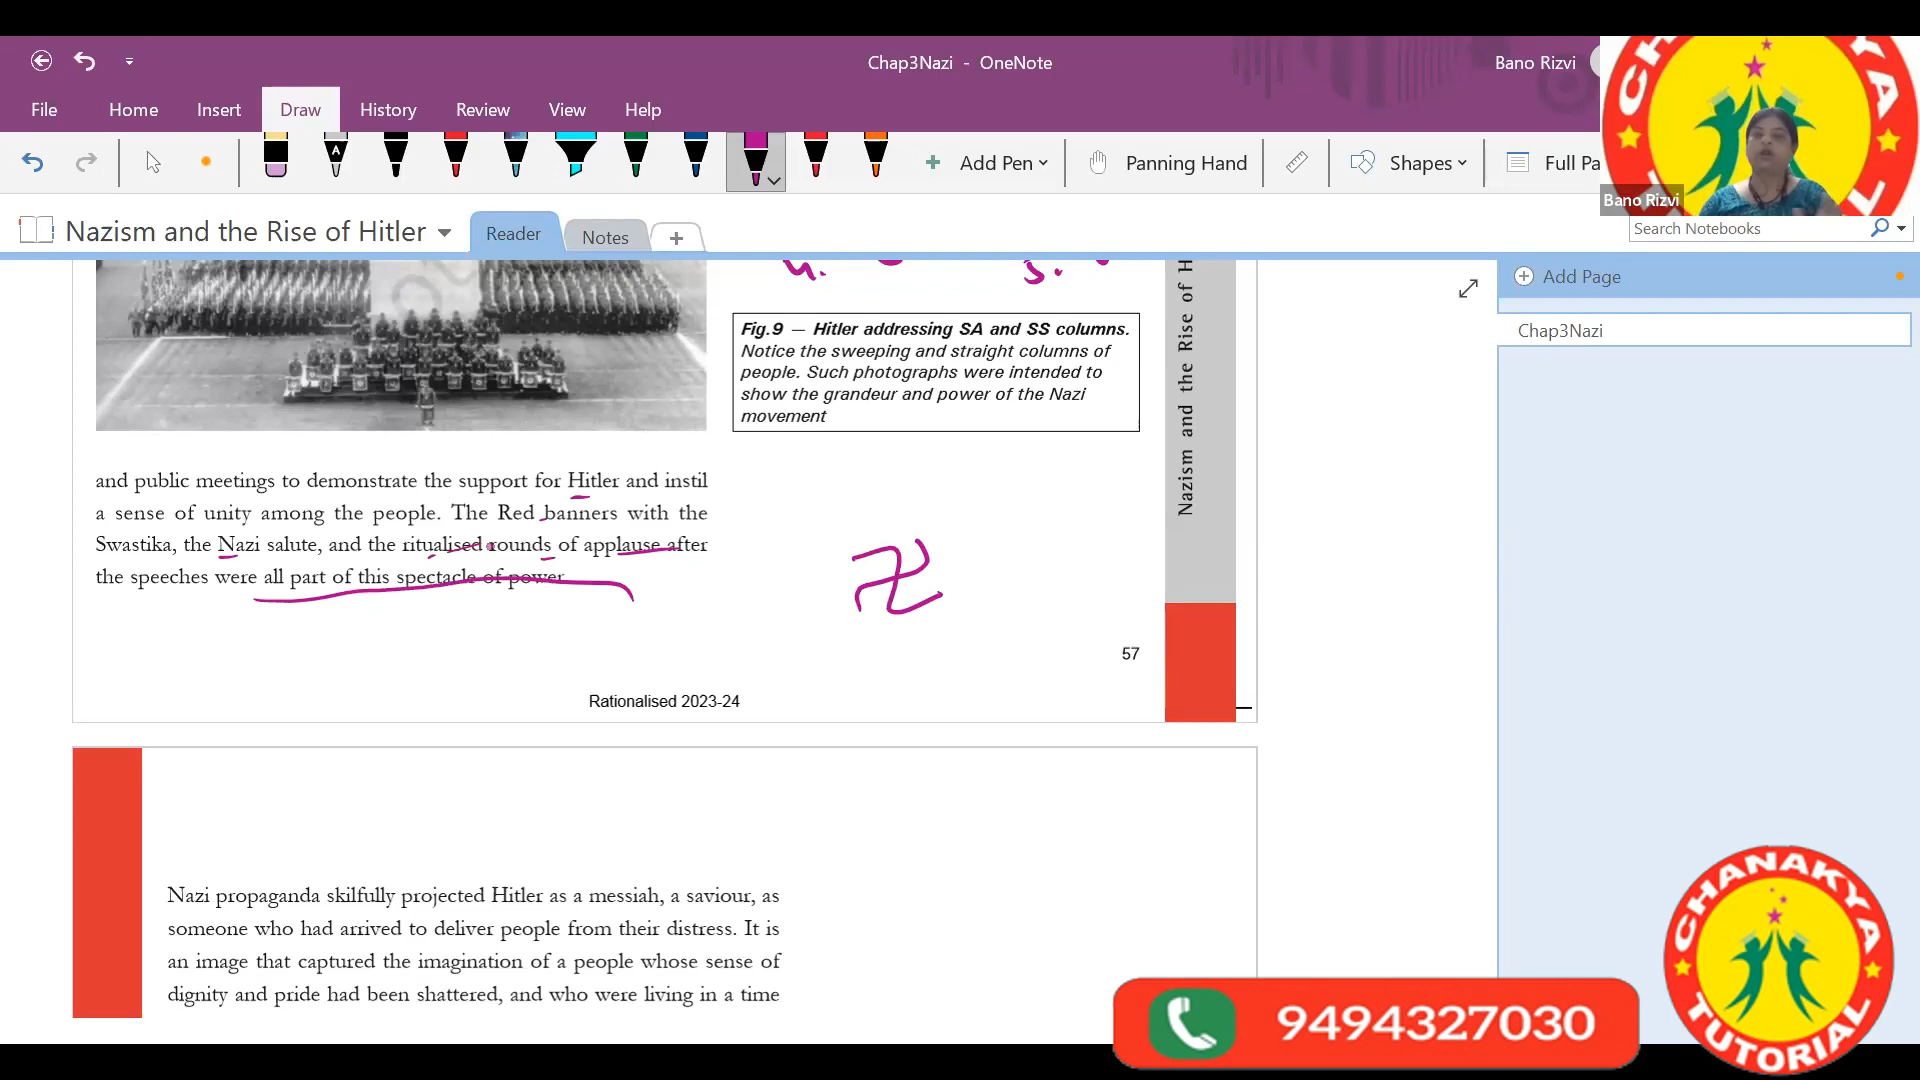 Chap3Nazi - OneNote
Bano Rizvi
File Home Insert Draw History Review View Help
A
Add Pen
Panning Hand
Shapes
Full Pa
CHANAKYA
Bano Rizvi
Nazism and the Rise of Hitler
Reader
Notes
Search Notebooks
Add Page
Chap3Nazi
Fig.9 — Hitler addressing SA and SS columns.
Notice the sweeping and straight columns of
people. Such photographs were intended to
show the grandeur and power of the Nazi
movement
Nazism and the Rise of H
and public meetings to demonstrate the support for Hitler and instil
a sense of unity among the people. The Red banners with the
Swastika, the Nazi salute, and the ritualised rounds of applause after
the speeches were all part of this spectacle of power.
57
Rationalised 2023-24
Nazi propaganda skilfully projected Hitler as a messiah, a saviour, as
someone who had arrived to deliver people from their distress. It is
an image that captured the imagination of a people whose sense of
dignity and pride had been shattered, and who were living in a time
9494327030
CHANAKYA
TUTORIAL